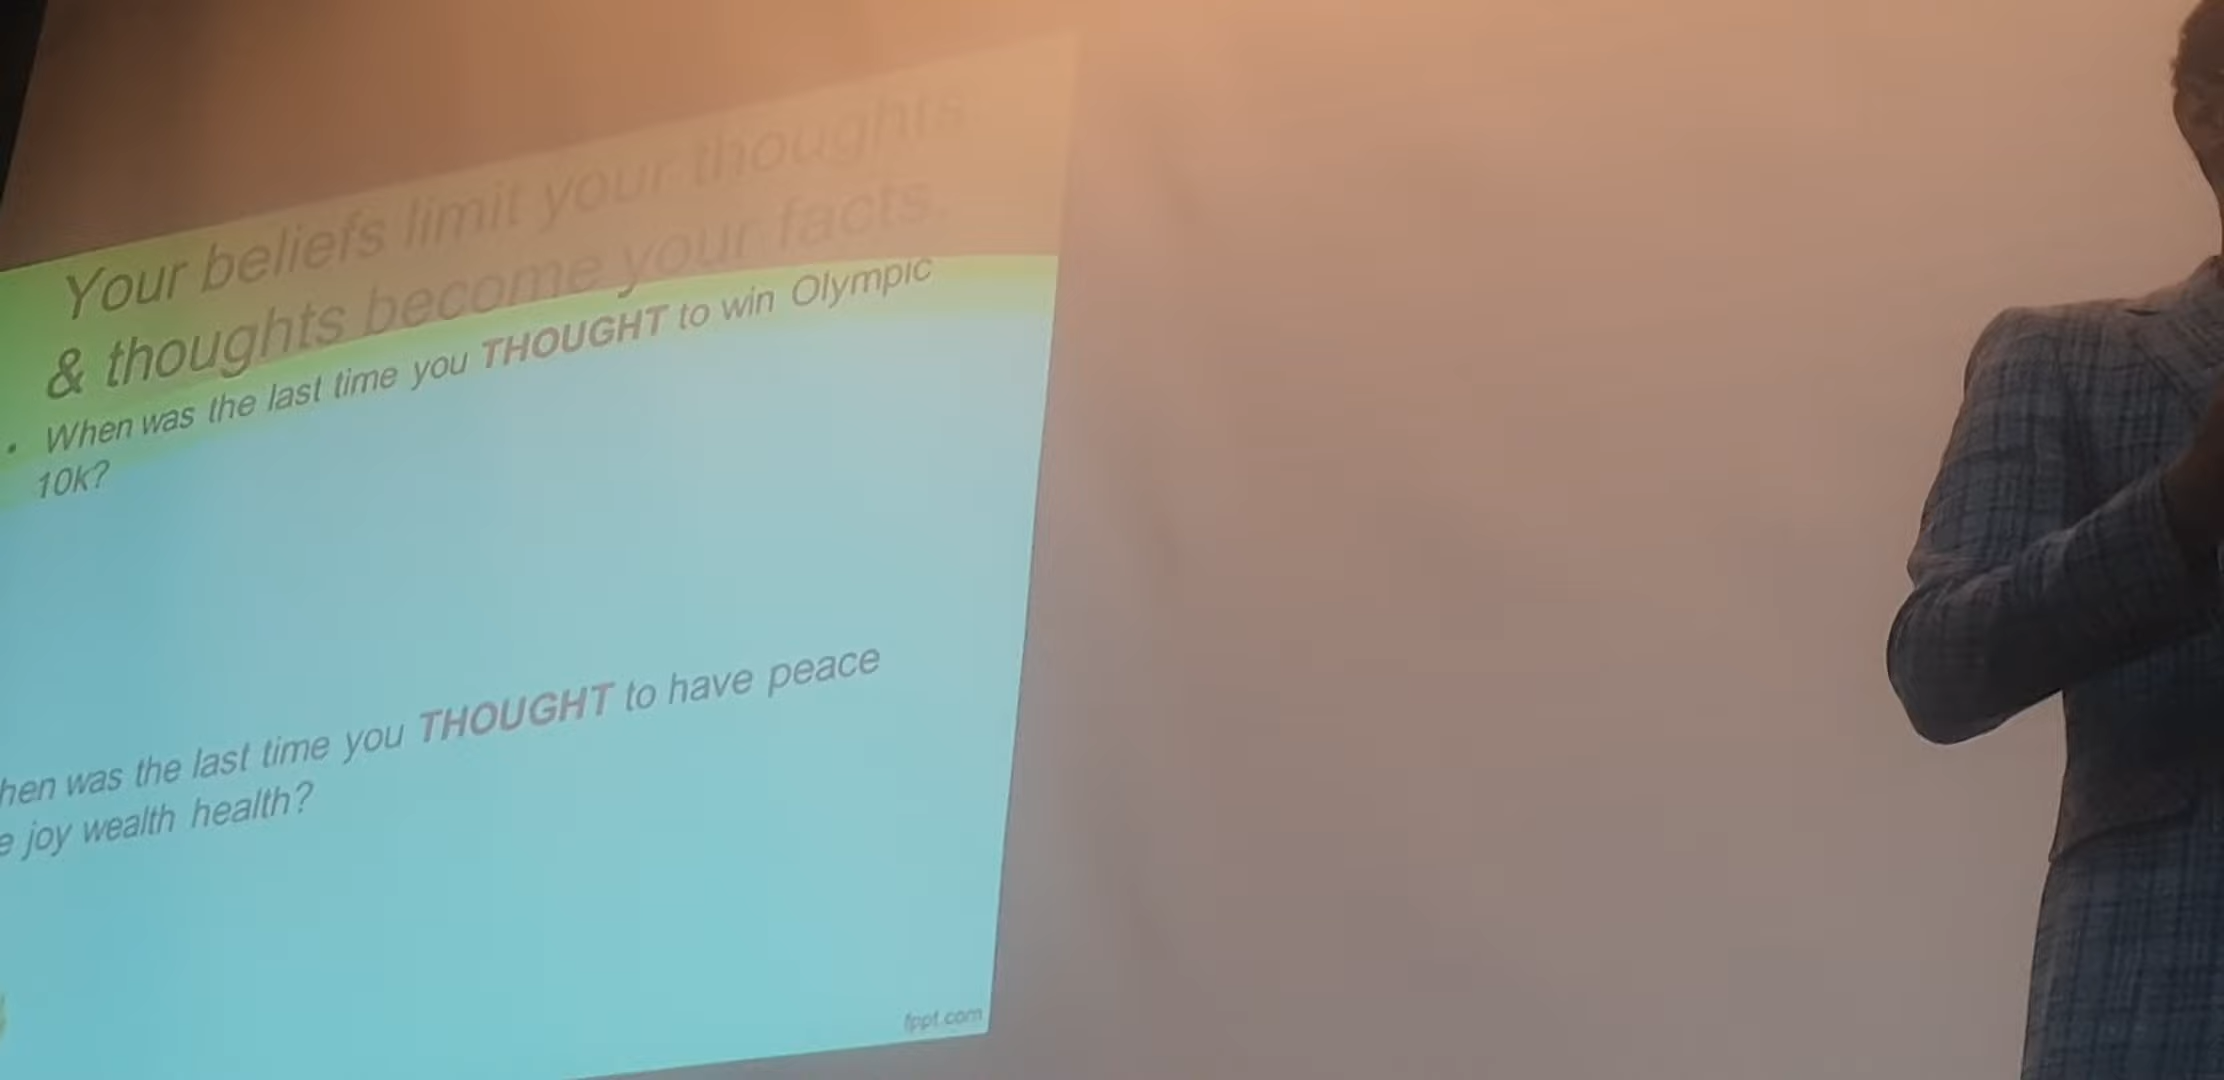 Your beliefs limit your thoughts
& thoughts become your facts.
• When was the last time you THOUGHT to win Olympic
10k?
hen was the last time you THOUGHT to have peace
e joy wealth health?
fppt.com